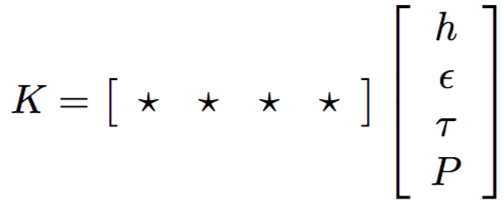 K = [ ⋆ ⋆ ⋆ ⋆ ] [ h
ϵ
τ
P ]